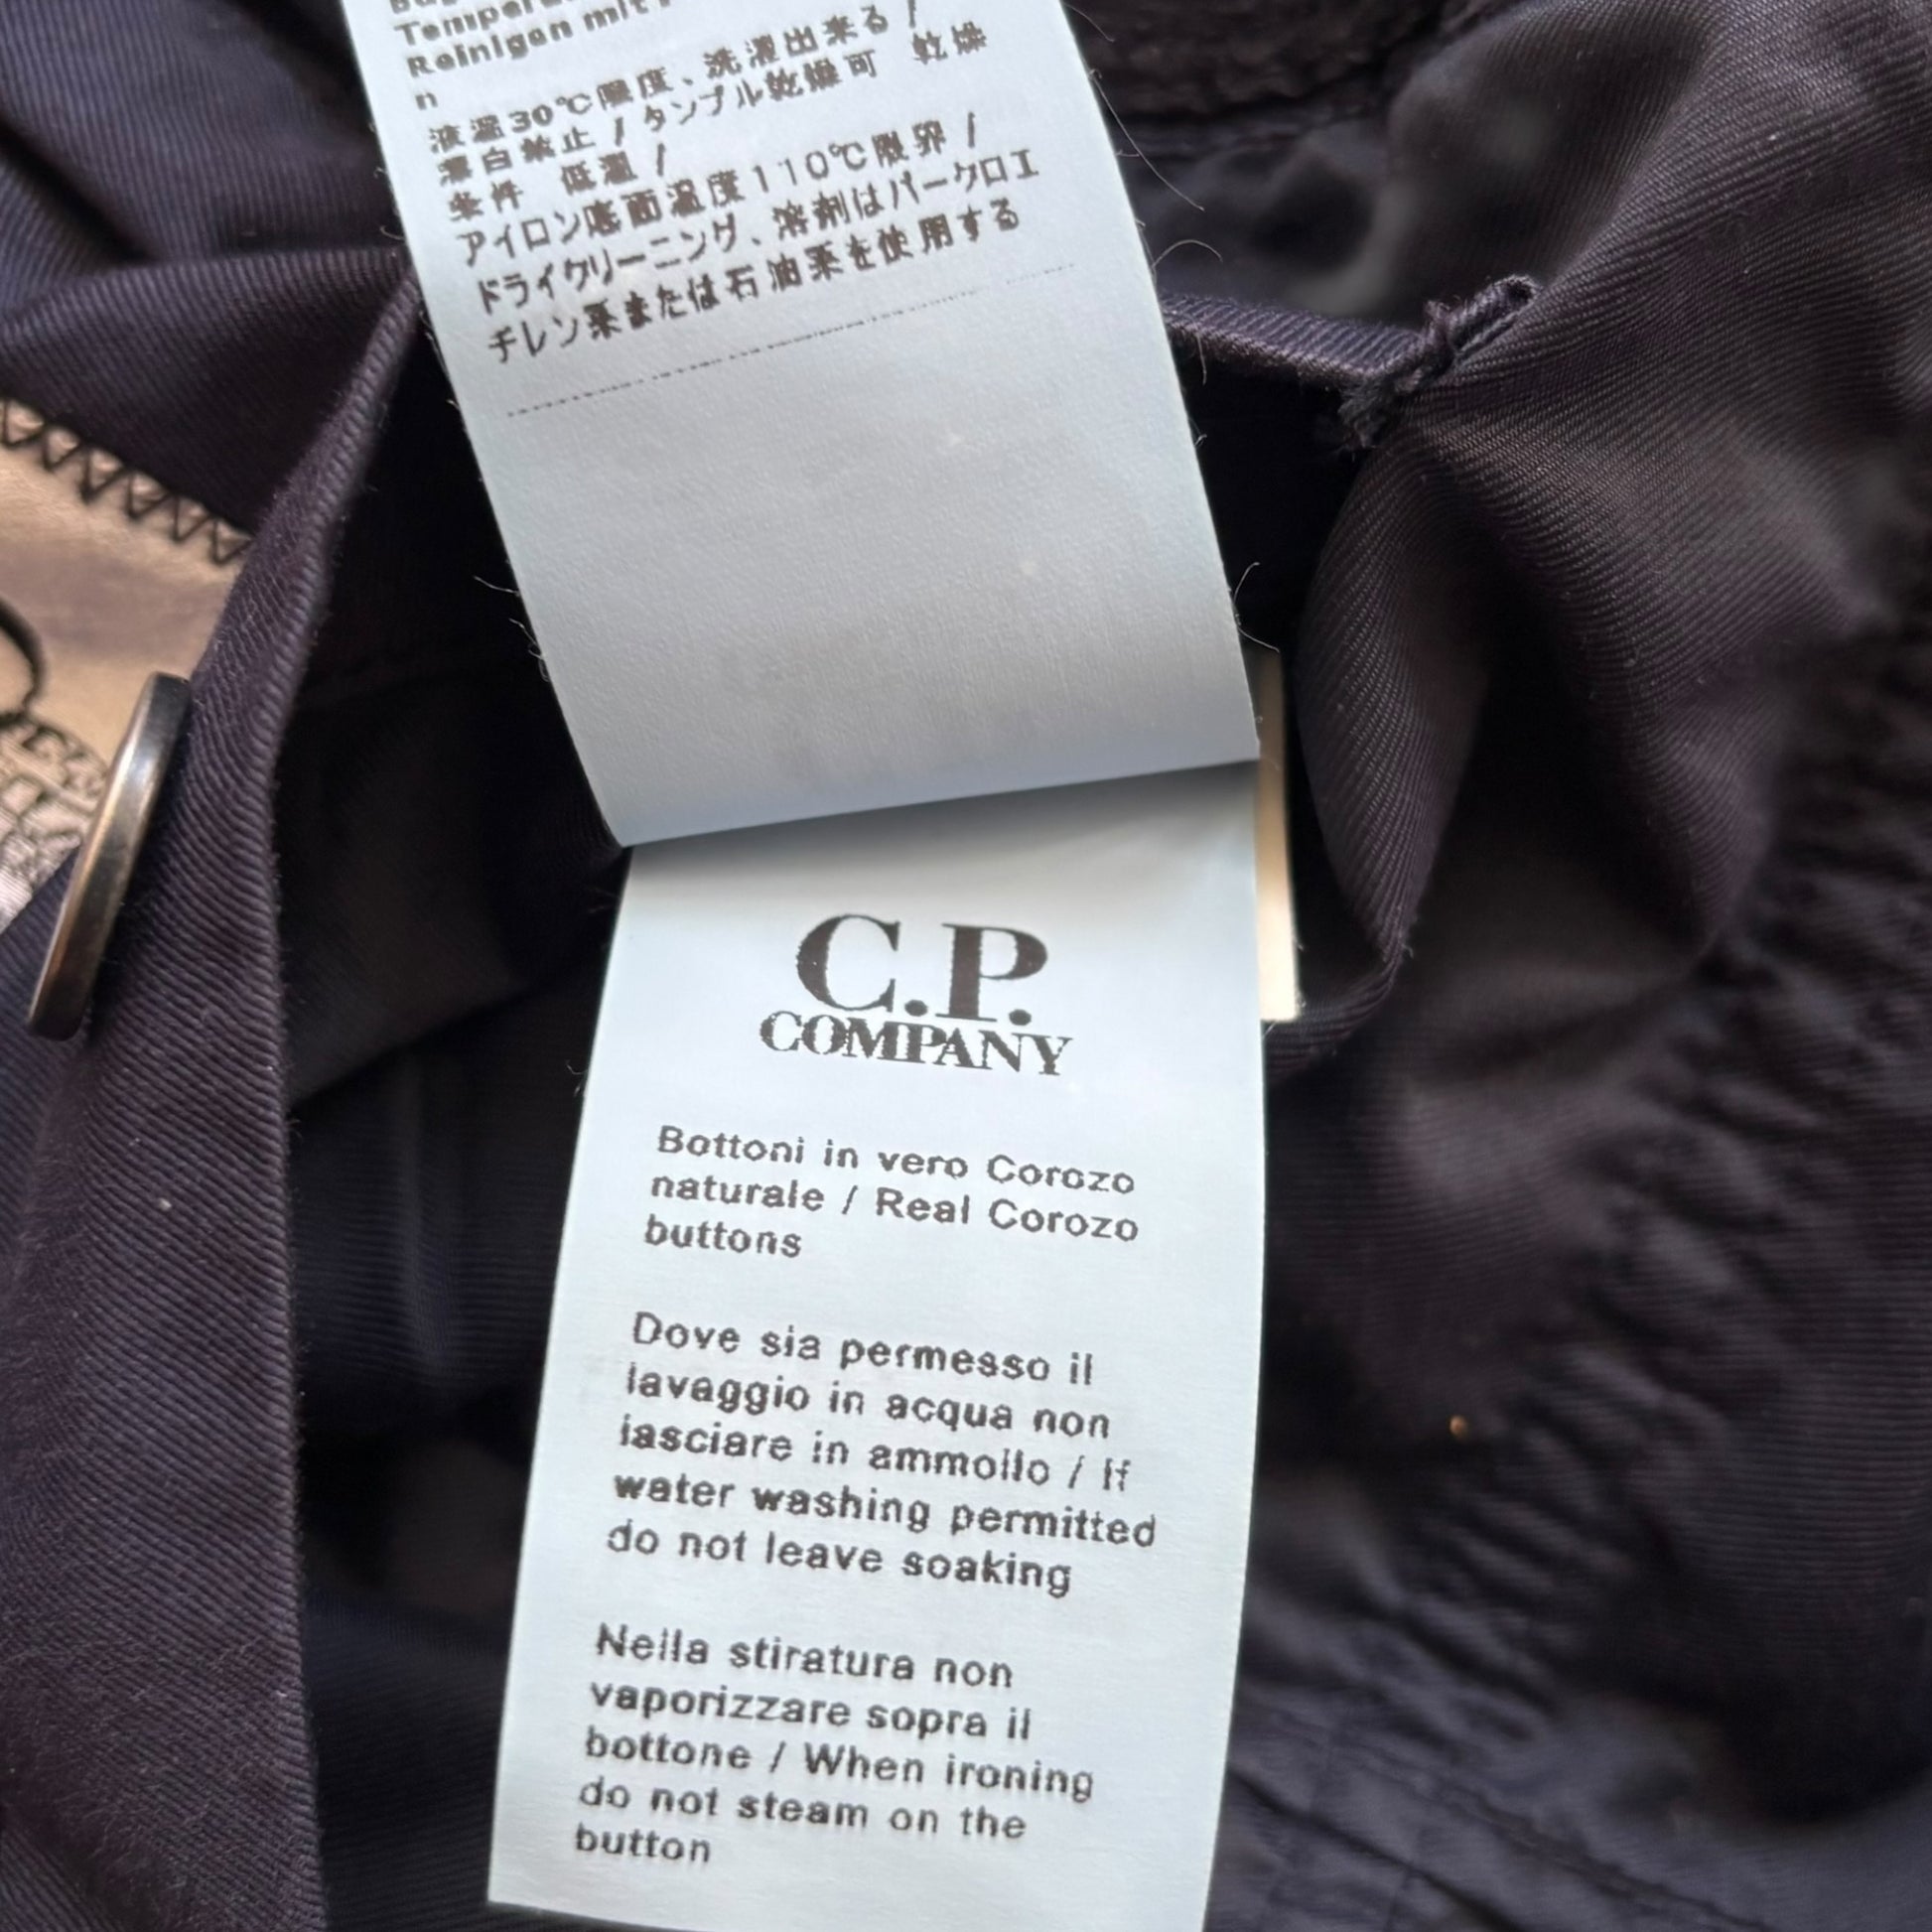 Reinigen mit
n
液温30℃限度、洗濯出来る /
漂白禁止 / タンブル乾燥可 乾燥
条件 低温 /
アイロン底面温度110℃限界 /
ドライクリーニング、溶剤はパークロエ
チレン系または石油系を使用する
C.P.
COMPANY
Bottoni in vero Corozo
naturale / Real Corozo
buttons
Dove sia permesso il
lavaggio in acqua non
lasciare in ammollo / If
water washing permitted
do not leave soaking
Nella stiratura non
vaporizzare sopra il
bottone / When ironing
do not steam on the
button